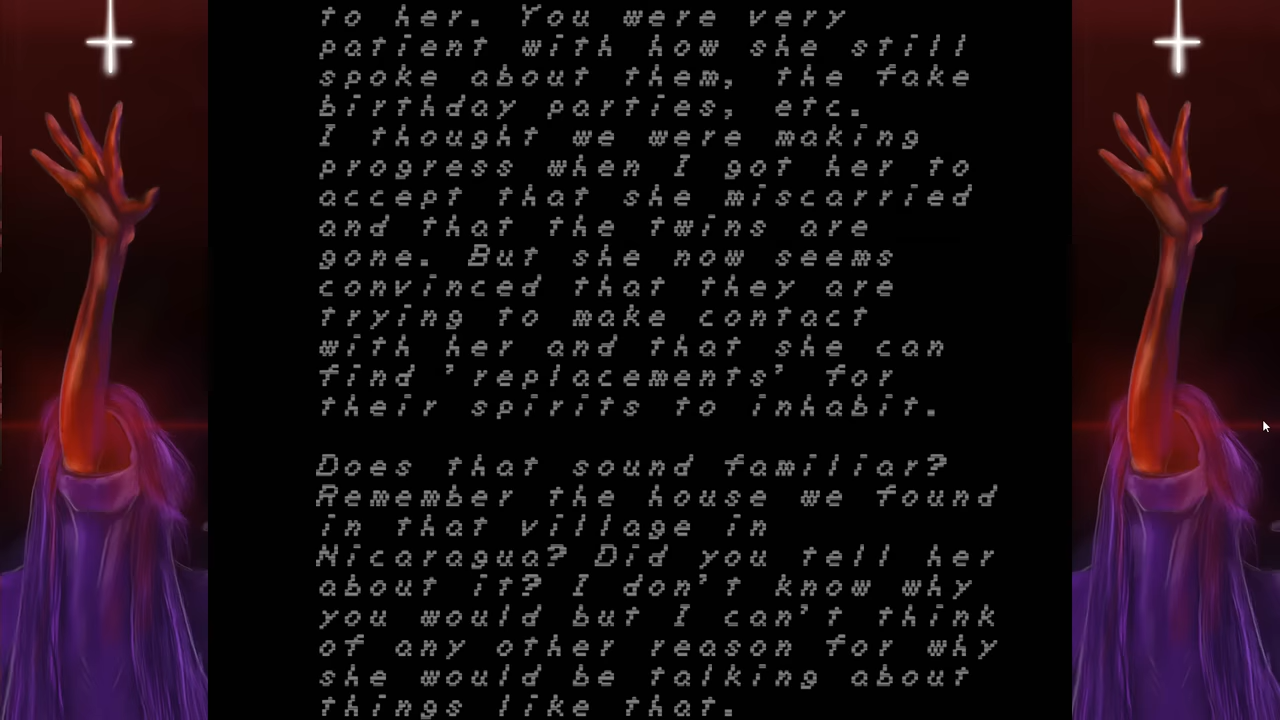 to her. You were very
patient with how she still
spoke about them, the fake
birthday parties, etc.
I thought we were making
progress when I got her to
accept that she miscarried
and that the twins are
gone. But she now seems
convinced that they are
trying to make contact
with her and that she can
find 'replacements' for
their spirits to inhabit.
Does that sound familiar?
Remember the house we found
in that village in
Nicaragua? Did you tell her
about it? I don't know why
you would but I can't think
of any other reason for why
she would be talking about
things like that.